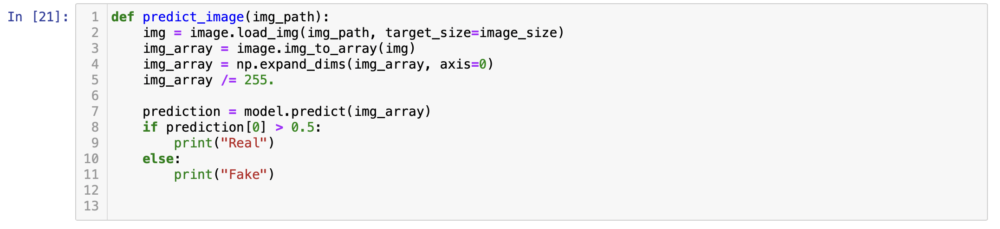 In [21]:
1 def predict_image(img_path):
2     img = image.load_img(img_path, target_size=image_size)
3     img_array = image.img_to_array(img)
4     img_array = np.expand_dims(img_array, axis=0)
5     img_array /= 255.
6
7     prediction = model.predict(img_array)
8     if prediction[0] > 0.5:
9         print("Real")
10     else:
11         print("Fake")
12
13